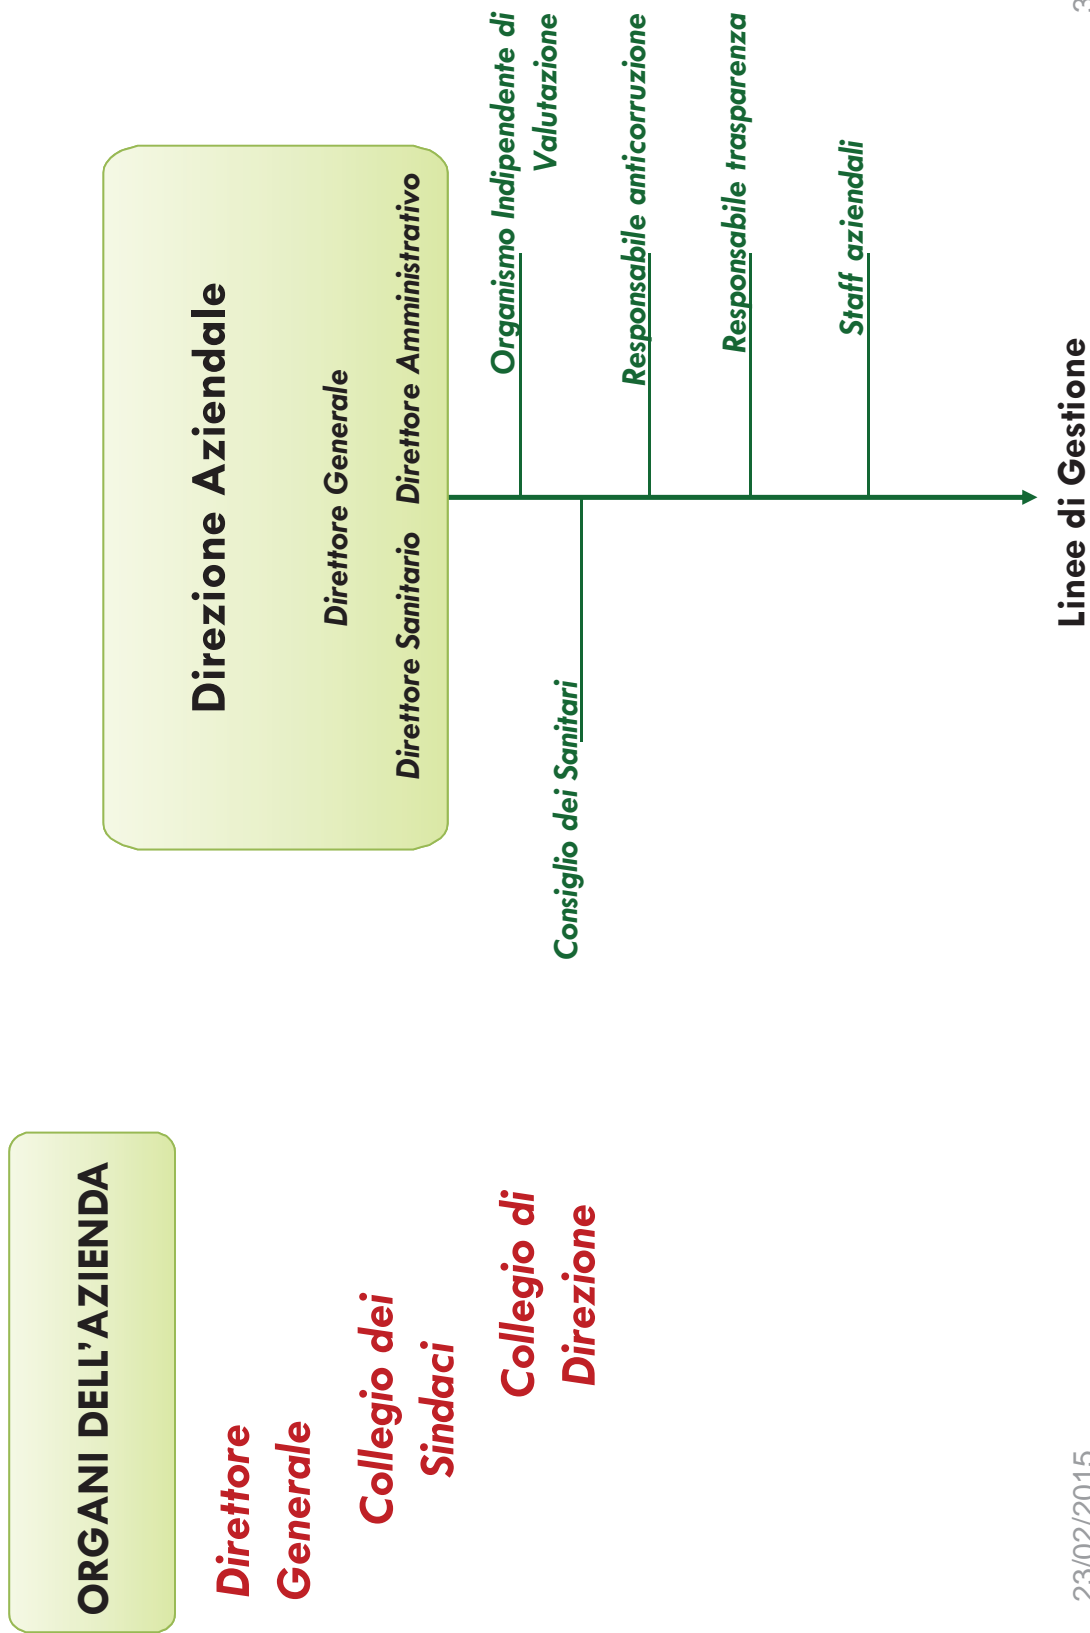 ORGANI DELL'AZIENDA
Direttore
Generale
Collegio dei
Sindaci
Collegio di
Direzione
Direzione Aziendale
Direttore Generale
Direttore Sanitario Direttore Amministrativo
Organismo Indipendente di
Valutazione
Consiglio dei Sanitari
Responsabile anticorruzione
Responsabile trasparenza
Staff aziendali
Linee di Gestione
23/02/2015
3